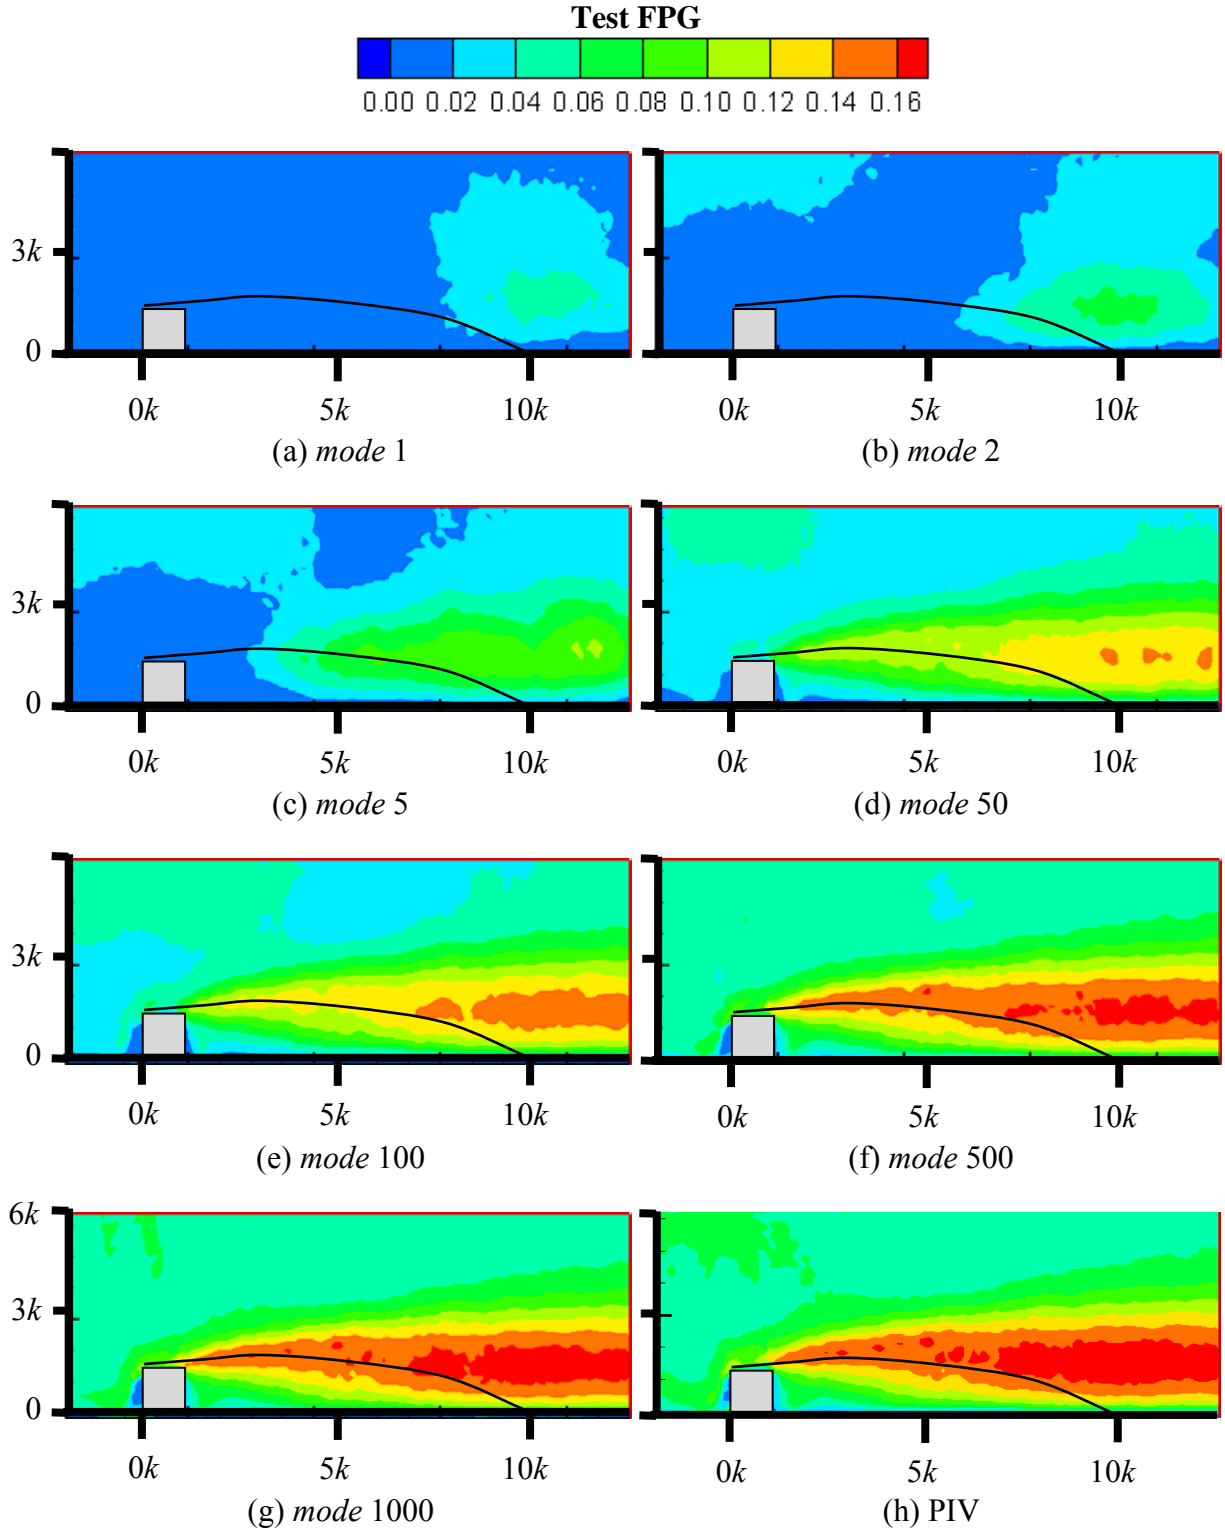 Test FPG
0.00 0.02 0.04 0.06 0.08 0.10 0.12 0.14 0.16
3k
0
0k 5k 10k 0k 5k 10k
(a) mode 1 (b) mode 2
3k
0
0k 5k 10k 0k 5k 10k
(c) mode 5 (d) mode 50
3k
0
0k 5k 10k 0k 5k 10k
(e) mode 100 (f) mode 500
6k
3k
0
0k 5k 10k 0k 5k 10k
(g) mode 1000 (h) PIV